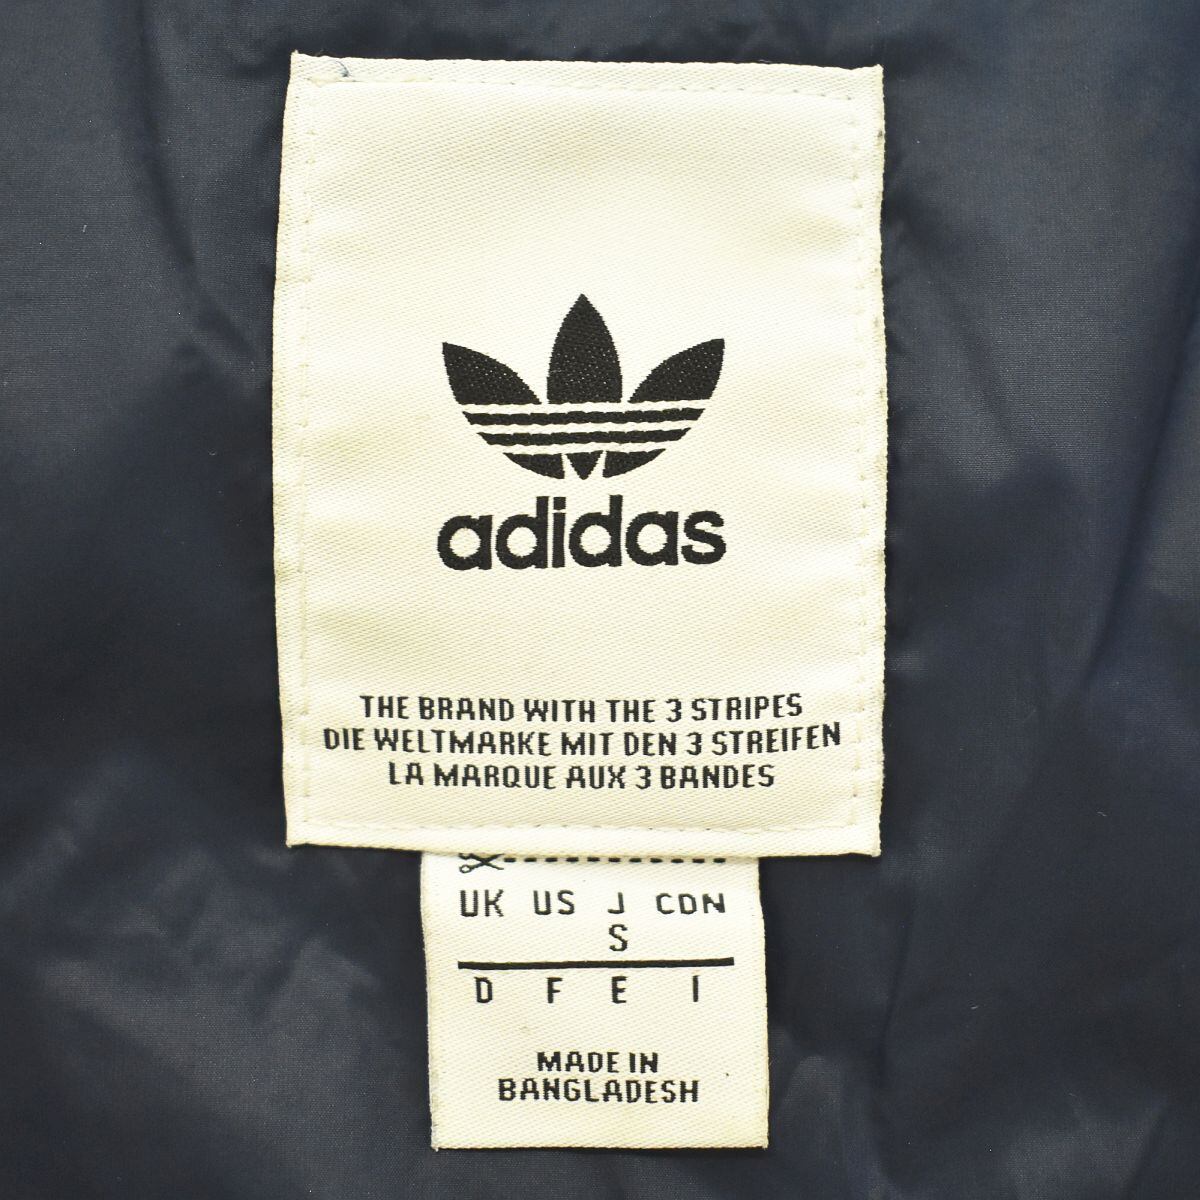 adidas
THE BRAND WITH THE 3 STRIPES
DIE WELTMARKE MIT DEN 3 STREIFEN
LA MARQUE AUX 3 BANDES
UK US J CDN
S
D F E I
MADE IN
BANGLADESH